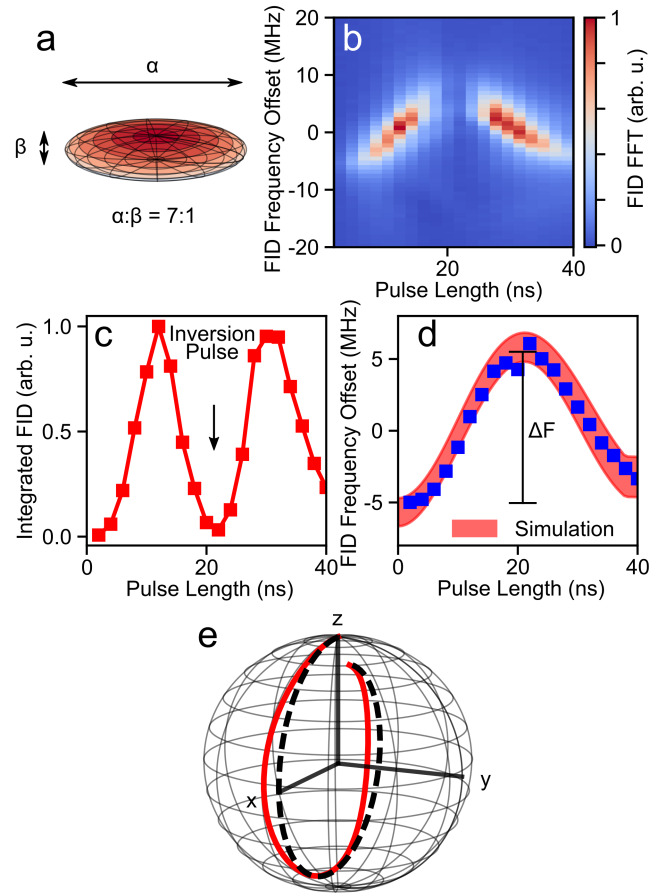 a
α
β
α:β = 7:1
b
FID Frequency Offset (MHz)
20
10
0
-10
-20
20
40
Pulse Length (ns)
1
0
FID FFT (arb. u.)
c
Integrated FID (arb. u.)
1.0
0.5
0.0
Inversion
Pulse
0
20
40
Pulse Length (ns)
d
FID Frequency Offset (MHz)
5
0
-5
ΔF
Simulation
0
20
40
Pulse Length (ns)
e
z
x
y